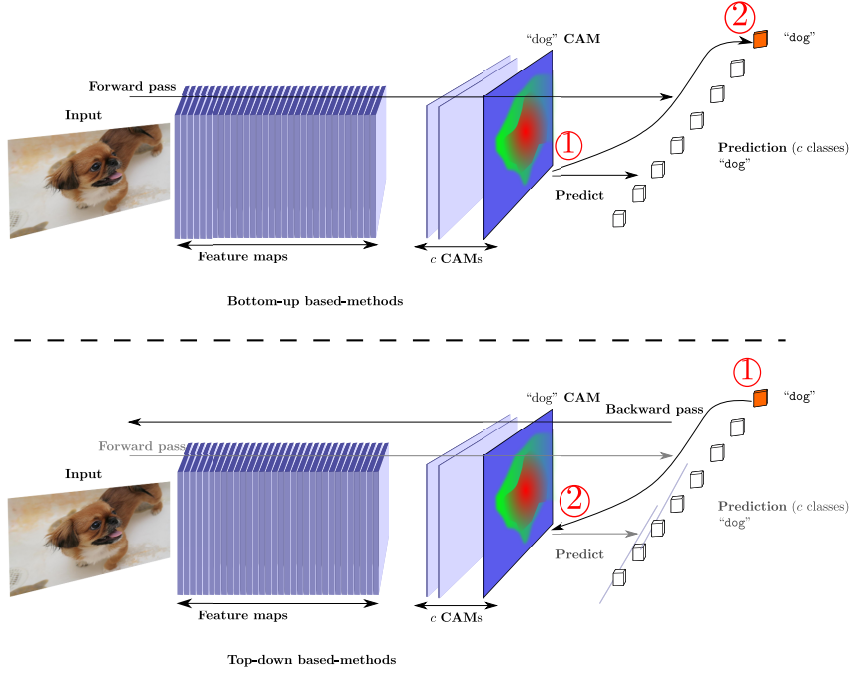 ②
“dog” CAM
“dog”
Forward pass
Input
①
Prediction (c classes)
“dog”
Predict
Feature maps
c CAMs
Bottom-up based-methods
①
“dog” CAM
“dog”
Backward pass
Forward pass
Input
②
Prediction (c classes)
“dog”
Predict
Feature maps
c CAMs
Top-down based-methods